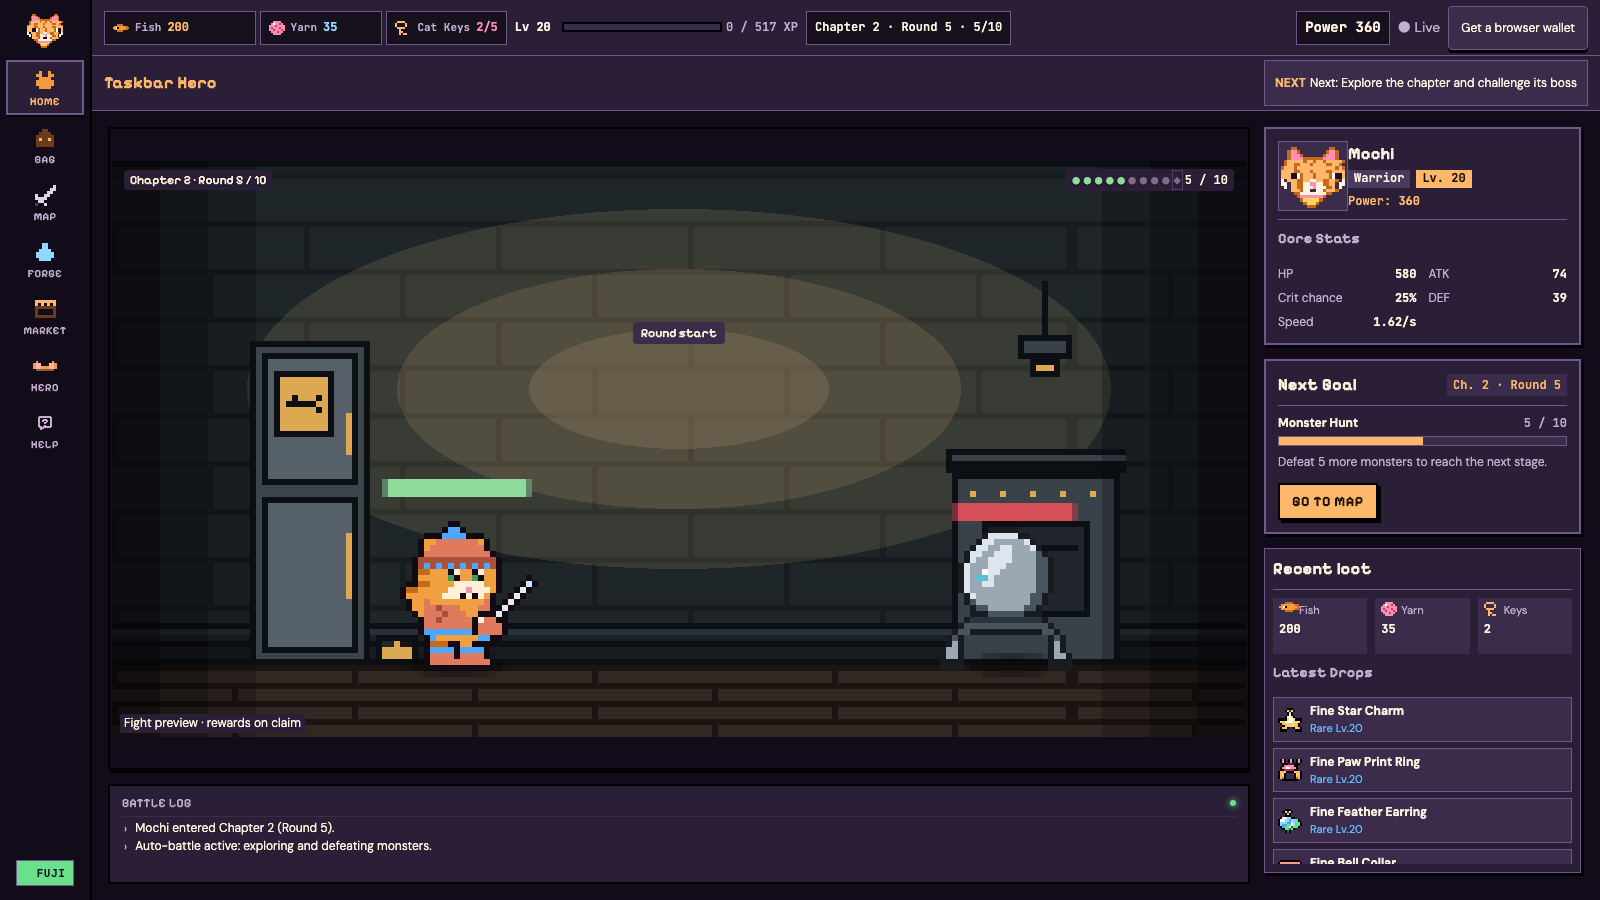 Fish 200
Yarn 35
Cat Keys 2/5
Lv 20
0 / 517 XP
Chapter 2 · Round 5 · 5/10
Power 360
Live
Get a browser wallet
Taskbar Hero
NEXT Next: Explore the chapter and challenge its boss
HOME
BAG
MAP
FORGE
MARKET
HERO
HELP
FUJI
Chapter 2 · Round 5 / 10
5 / 10
Round start
Fight preview · rewards on claim
BATTLE LOG
› Mochi entered Chapter 2 (Round 5).
› Auto-battle active: exploring and defeating monsters.
Mochi
Warrior Lv. 20
Power: 360
Core Stats
HP 580 ATK 74
Crit chance 25% DEF 39
Speed 1.62/s
Next Goal Ch. 2 · Round 5
Monster Hunt 5 / 10
Defeat 5 more monsters to reach the next stage.
GO TO MAP
Recent loot
Fish Yarn Keys
200 35 2
Latest Drops
Fine Star Charm
Rare Lv.20
Fine Paw Print Ring
Rare Lv.20
Fine Feather Earring
Rare Lv.20
Fine Bell Collar